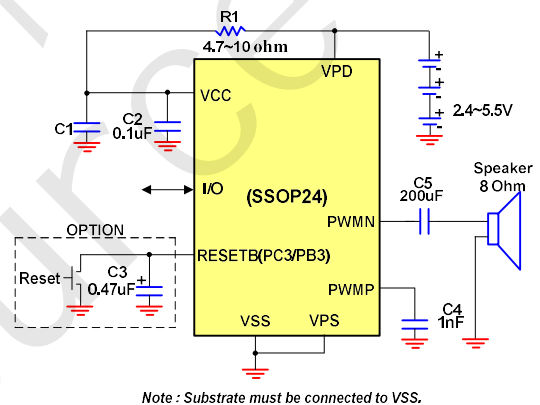 R1
4.7~10 ohm
VPD
VCC
C1
C2
0.1uF
+
-
+
-
+
-
2.4~5.5V
I/O
(SSOP24)
Speaker
8 Ohm
C5
200uF
PWMN
OPTION
RESETB(PC3/PB3)
Reset
C3
+
0.47uF
PWMP
C4
1nF
VSS
VPS
Note : Substrate must be connected to VSS.